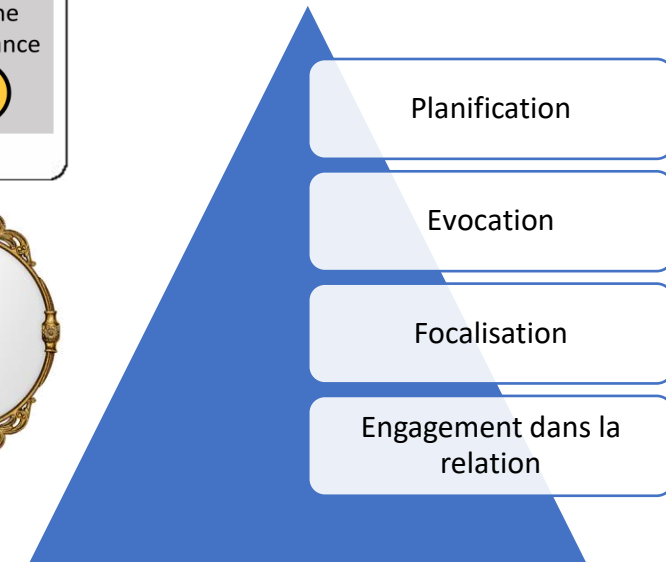 Planification
Evocation
Focalisation
Engagement dans la
relation